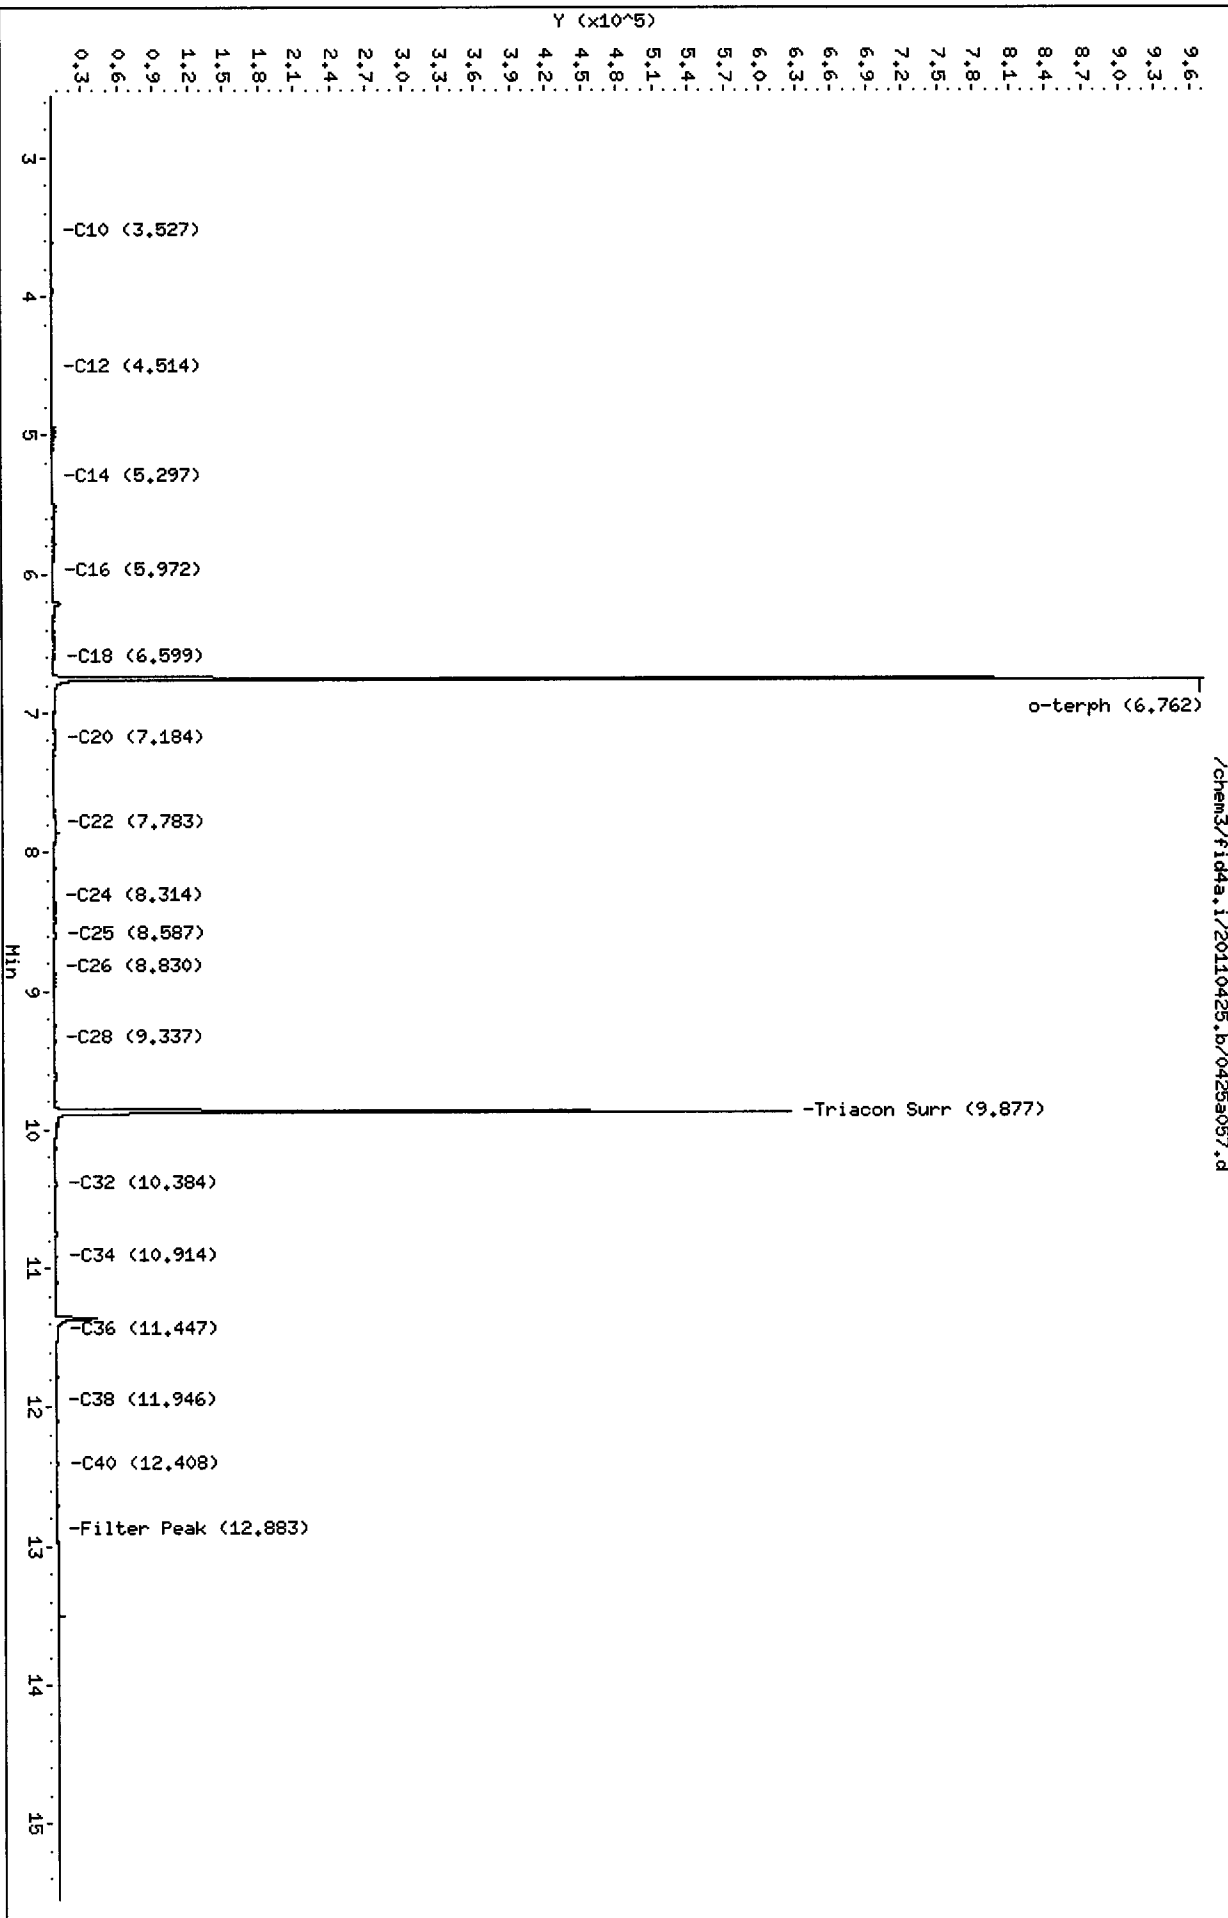 /chem3/fid4a.i/20110425.b/0425a057.d
Y (x10^5)
9.6
9.3
9.0
8.7
8.4
8.1
7.8
7.5
7.2
6.9
6.6
6.3
6.0
5.7
5.4
5.1
4.8
4.5
4.2
3.9
3.6
3.3
3.0
2.7
2.4
2.1
1.8
1.5
1.2
0.9
0.6
0.3
-C10 (3.527)
-C12 (4.514)
-C14 (5.297)
-C16 (5.972)
-C18 (6.599)
o-terph (6.762)
-C20 (7.184)
-C22 (7.783)
-C24 (8.314)
-C25 (8.587)
-C26 (8.830)
-C28 (9.337)
-Triacon Surr (9.877)
-C32 (10.384)
-C34 (10.914)
-C36 (11.447)
-C38 (11.946)
-C40 (12.408)
-Filter Peak (12.883)
3
4
5
6
7
8
9
10
11
12
13
14
15
Min